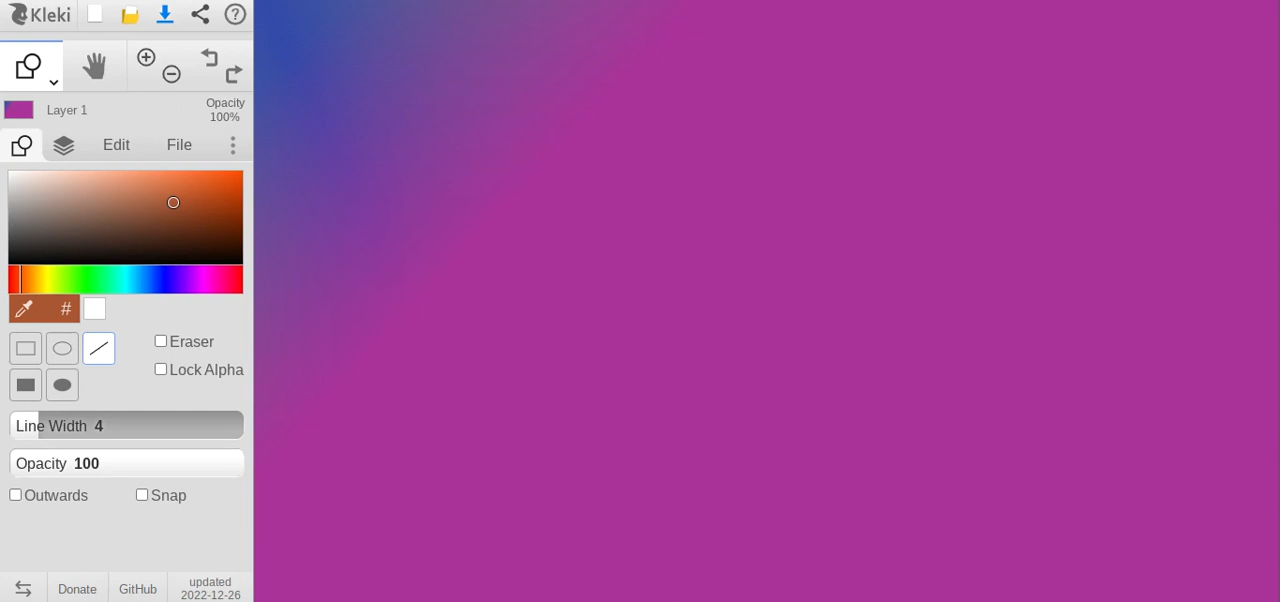 Kleki
Layer 1
Opacity
100%
Edit
File
#
Eraser
Lock Alpha
Line Width 4
Opacity 100
Outwards
Snap
Donate
GitHub
updated
2022-12-26